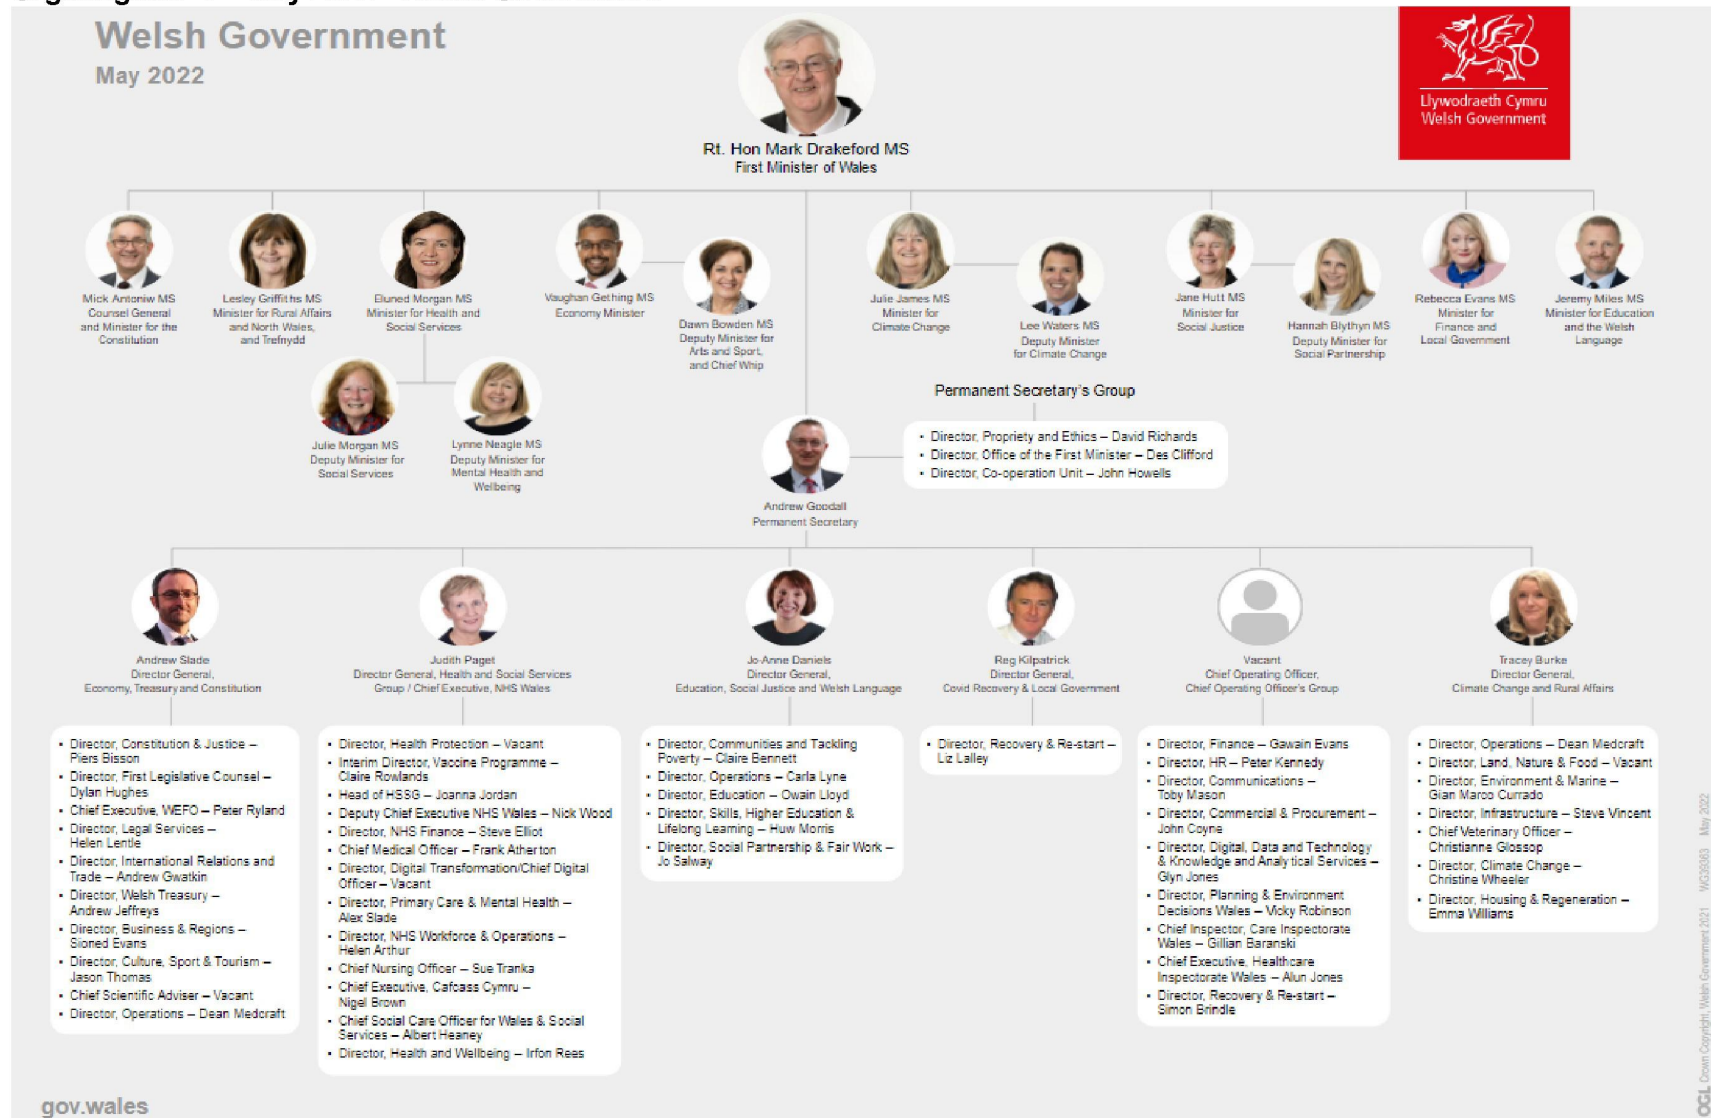 Welsh Government
May 2022
Llywodraeth Cymru
Welsh Government
Rt. Hon Mark Drakeford MS
First Minister of Wales
Mick Antoniw MS
Counsel General
and Minister for the
Constitution
Lesley Griffiths MS
Minister for Rural Affairs
and North Wales,
and Trefnydd
Eluned Morgan MS
Minister for Health and
Social Services
Vaughan Gething MS
Economy Minister
Dawn Bowden MS
Deputy Minister for
Arts and Sport,
and Chief Whip
Julie James MS
Minister for
Climate Change
Lee Waters MS
Deputy Minister
for Climate Change
Jane Hutt MS
Minister for
Social Justice
Hannah Blythyn MS
Deputy Minister for
Social Partnership
Rebecca Evans MS
Minister for
Finance and
Local Government
Jeremy Miles MS
Minister for Education
and the Welsh
Language
Julie Morgan MS
Deputy Minister for
Social Services
Lynne Neagle MS
Deputy Minister for
Mental Health and
Wellbeing
Permanent Secretary's Group
• Director, Propriety and Ethics – David Richards
• Director, Office of the First Minister – Des Clifford
• Director, Co-operation Unit – John Howells
Andrew Goodall
Permanent Secretary
Andrew Slade
Director General,
Economy, Treasury and Constitution
• Director, Constitution & Justice –
Piers Bisson
• Director, First Legislative Counsel –
Dylan Hughes
• Chief Executive, WEFO – Peter Ryland
• Director, Legal Services –
Helen Lentle
• Director, International Relations and
Trade – Andrew Gwatkin
• Director, Welsh Treasury –
Andrew Jeffreys
• Director, Business & Regions –
Sioned Evans
• Director, Culture, Sport & Tourism –
Jason Thomas
• Chief Scientific Adviser – Vacant
• Director, Operations – Dean Medcraft
Judith Paget
Director General, Health and Social Services
Group / Chief Executive, NHS Wales
• Director, Health Protection – Vacant
• Interim Director, Vaccine Programme –
Claire Rowlands
• Head of HSSG – Joanna Jordan
• Deputy Chief Executive NHS Wales – Nick Wood
• Director, NHS Finance – Steve Elliot
• Chief Medical Officer – Frank Atherton
• Director, Digital Transformation/Chief Digital
Officer – Vacant
• Director, Primary Care & Mental Health –
Alex Slade
• Director, NHS Workforce & Operations –
Helen Arthur
• Chief Nursing Officer – Sue Tranka
• Chief Executive, Cafcass Cymru –
Nigel Brown
• Chief Social Care Officer for Wales & Social
Services – Albert Heaney
• Director, Health and Wellbeing – Irfon Rees
Jo-Anne Daniels
Director General,
Education, Social Justice and Welsh Language
• Director, Communities and Tackling
Poverty – Claire Bennett
• Director, Operations – Carla Lyne
• Director, Education – Owain Lloyd
• Director, Skills, Higher Education &
Lifelong Learning – Huw Morris
• Director, Social Partnership & Fair Work –
Jo Salway
Reg Kilpatrick
Director General,
Covid Recovery & Local Government
• Director, Recovery & Re-start –
Liz Lalley
Vacant
Chief Operating Officer,
Chief Operating Officer's Group
• Director, Finance – Gawain Evans
• Director, HR – Peter Kennedy
• Director, Communications –
Toby Mason
• Director, Commercial & Procurement –
John Coyne
• Director, Digital, Data and Technology
& Knowledge and Analytical Services –
Glyn Jones
• Director, Planning & Environment
Decisions Wales – Vicky Robinson
• Chief Inspector, Care Inspectorate
Wales – Gillian Baranski
• Chief Executive, Healthcare
Inspectorate Wales – Alun Jones
• Director, Recovery & Re-start –
Simon Brindle
Tracey Burke
Director General,
Climate Change and Rural Affairs
• Director, Operations – Dean Medcraft
• Director, Land, Nature & Food – Vacant
• Director, Environment & Marine –
Gian Marco Currado
• Director, Infrastructure – Steve Vincent
• Chief Veterinary Officer –
Christianne Glossop
• Director, Climate Change –
Christine Wheeler
• Director, Housing & Regeneration –
Emma Williams
gov.wales
OGL Crown Copyright, Welsh Government 2021 WG39363 May 2022